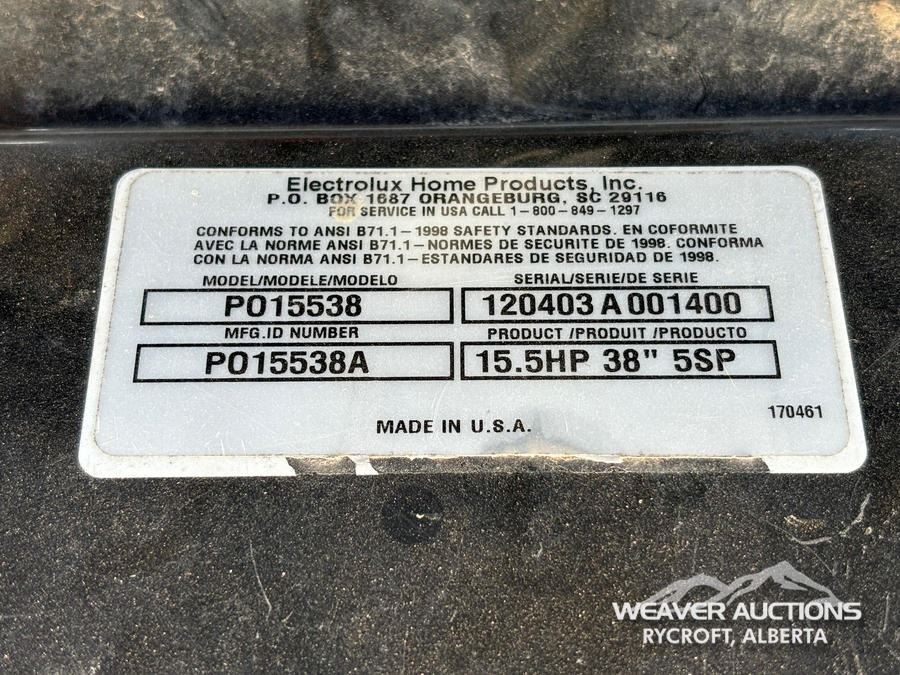 Electrolux Home Products, Inc.
P.O. BOX 1687 ORANGEBURG, SC 29116
FOR SERVICE IN USA CALL 1-800-849-1297
CONFORMS TO ANSI B71.1-1998 SAFETY STANDARDS. EN COFORMITE
AVEC LA NORME ANSI B71.1-NORMES DE SECURITE DE 1998. CONFORMA
CON LA NORMA ANSI B71.1-ESTANDARES DE SEGURIDAD DE 1998.
MODEL/MODELE/MODELO SERIAL/SERIE/DE SERIE
PO15538 120403 A 001400
MFG.ID NUMBER PRODUCT /PRODUIT /PRODUCTO
PO15538A 15.5HP 38" 5SP
170461
MADE IN U.S.A.
WEAVER AUCTIONS
RYCROFT, ALBERTA